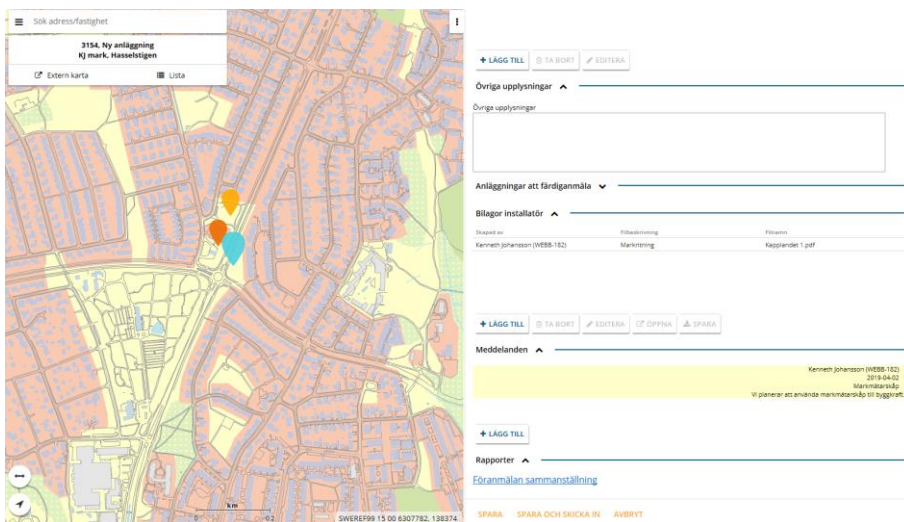 Sök adress/fastighet
3154, Ny anläggning
KJ mark, Hasselstigen
Extern karta
Lista
km
0 0.2
SWEREF99 15 00 6307782, 138374
+ LÄGG TILL TA BORT EDITERA
Övriga upplysningar
Övriga upplysningar
Anläggningar att färdiganmäla
Bilagor installatör
Skapad av Filbeskrivning Filnamn
Kenneth Johansson (WEBB-182) Markritning Kapplandet 1.pdf
+ LÄGG TILL TA BORT EDITERA ÖPPNA SPARA
Meddelanden
Kenneth Johansson (WEBB-182)
2019-04-02
Markmätarskåp
Vi planerar att använda markmätarskåp till byggkraft.
+ LÄGG TILL
Rapporter
Föranmälan sammanställning
SPARA SPARA OCH SKICKA IN AVBRYT